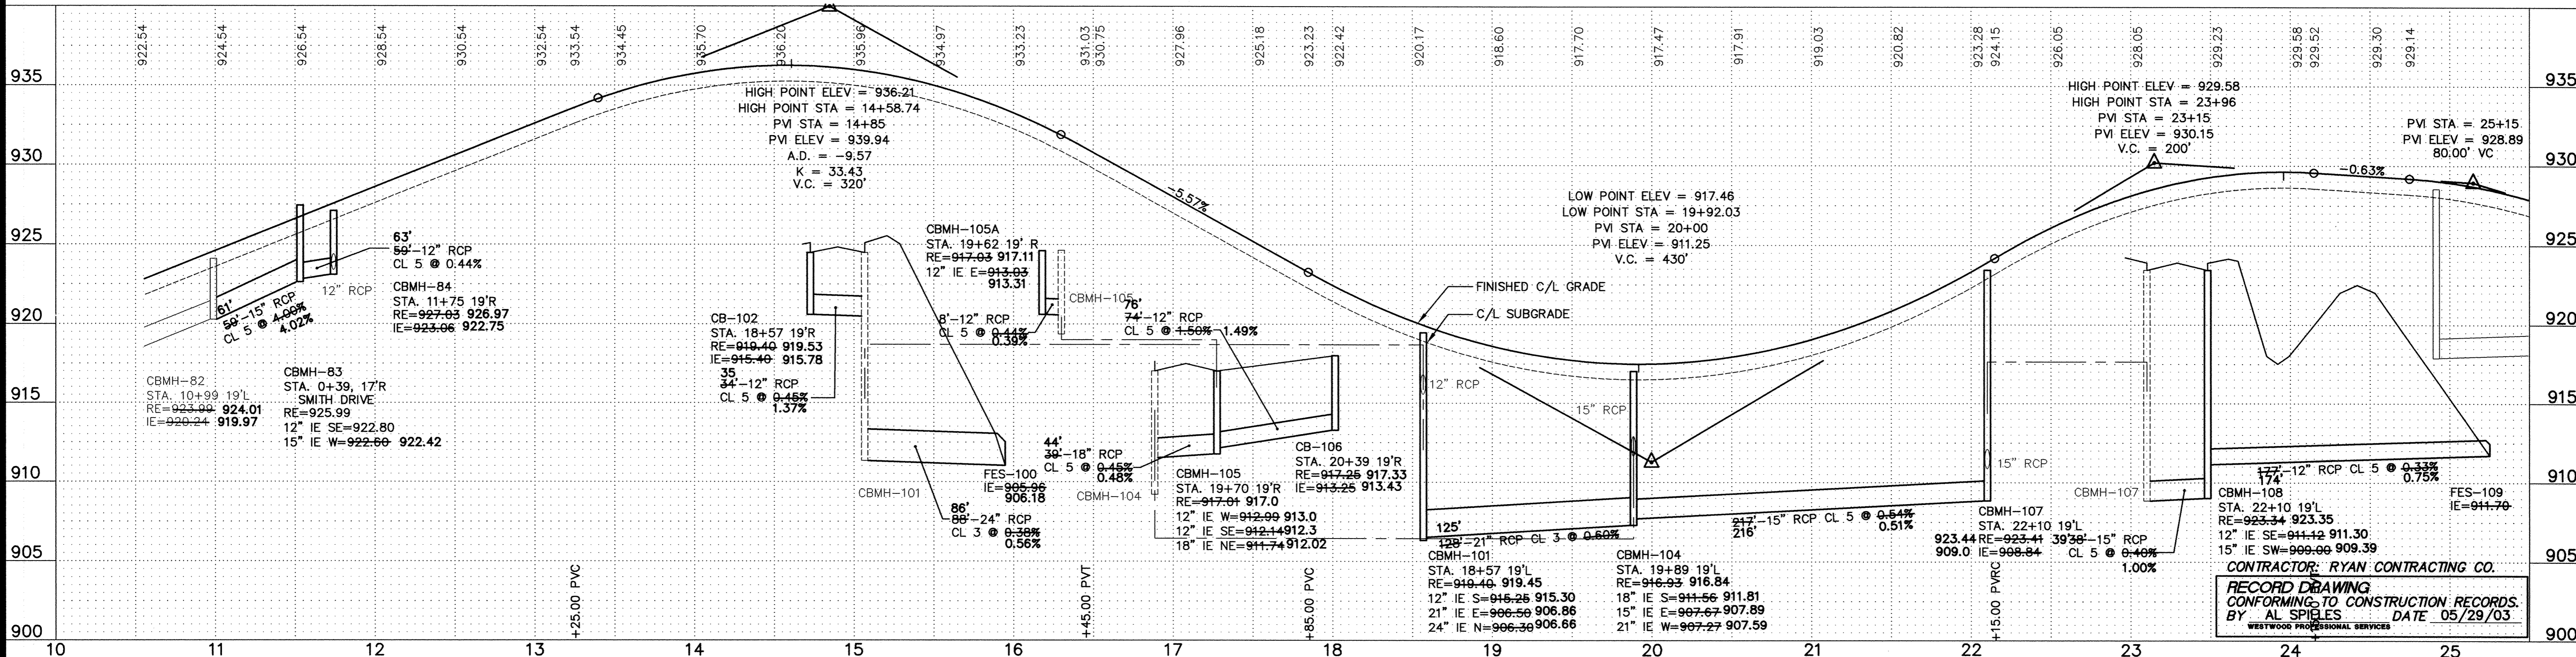 922.54
924.54
926.54
928.54
930.54
932.54
933.54
934.45
935.70
936.20
935.96
934.97
933.23
931.03
930.75
927.96
925.18
923.23
922.42
920.17
918.60
917.70
917.47
917.91
919.03
920.82
923.28
924.15
926.05
928.05
929.23
929.58
929.52
929.30
929.14
935
930
925
920
915
910
905
900
HIGH POINT ELEV = 936.21
HIGH POINT STA = 14+58.74
PVI STA = 14+85
PVI ELEV = 939.94
A.D. = -9.57
K = 33.43
V.C. = 320'
-5.57%
LOW POINT ELEV = 917.46
LOW POINT STA = 19+92.03
PVI STA = 20+00
PVI ELEV = 911.25
V.C. = 430'
HIGH POINT ELEV = 929.58
HIGH POINT STA = 23+96
PVI STA = 23+15
PVI ELEV = 930.15
V.C. = 200'
-0.63%
PVI STA = 25+15
PVI ELEV = 928.89
80.00' VC
935
930
925
920
915
910
905
900
FINISHED C/L GRADE
C/L SUBGRADE
61'
59'-15" RCP
CL 5 @ 4.00%
4.02%
12" RCP
63'
59'-12" RCP
CL 5 @ 0.44%
CBMH-84
STA. 11+75 19'R
RE=927.03 926.97
IE=923.06 922.75
CBMH-82
STA. 10+99 19'L
RE=923.99 924.01
IE=920.24 919.97
CBMH-83
STA. 0+39, 17'R
SMITH DRIVE
RE=925.99
12" IE SE=922.80
15" IE W=922.60 922.42
CB-102
STA. 18+57 19'R
RE=919.40 919.53
IE=915.40 915.78
35
34'-12" RCP
CL 5 @ 0.45%
1.37%
CBMH-101
86'
88'-24" RCP
CL 3 @ 0.38%
0.56%
FES-100
IE=905.96
906.18
CBMH-105A
STA. 19+62 19' R
RE=917.03 917.11
12" IE E=913.03
913.31
8'-12" RCP
CL 5 @ 0.44%
0.39%
CBMH-105
76'
74'-12" RCP
CL 5 @ 1.50% 1.49%
44'
39'-18" RCP
CL 5 @ 0.45%
0.48%
CBMH-104
CBMH-105
STA. 19+70 19'R
RE=917.01 917.0
12" IE W=912.99 913.0
12" IE SE=912.14 912.3
18" IE NE=911.74 912.02
CB-106
STA. 20+39 19'R
RE=917.25 917.33
IE=913.25 913.43
12" RCP
15" RCP
125'
128'-21" RCP CL 3 @ 0.60%
CBMH-101
STA. 18+57 19'L
RE=919.40 919.45
12" IE S=915.25 915.30
21" IE E=906.50 906.86
24" IE N=906.30 906.66
CBMH-104
STA. 19+89 19'L
RE=916.93 916.84
18" IE S=911.56 911.81
15" IE E=907.67 907.89
21" IE W=907.27 907.59
217'-15" RCP CL 5 @ 0.54%
216' 0.51%
15" RCP
CBMH-107
STA. 22+10 19'L
923.44 RE=923.41
909.0 IE=908.84
39'38'-15" RCP
CL 5 @ 0.40%
1.00%
CBMH-107
CBMH-108
STA. 22+10 19'L
RE=923.34 923.35
12" IE SE=911.12 911.30
15" IE SW=909.00 909.39
177'-12" RCP CL 5 @ 0.33%
174' 0.75%
FES-109
IE=911.70
+25.00 PVC
+45.00 PVT
+85.00 PVC
+15.00 PVRC
CONTRACTOR: RYAN CONTRACTING CO.
RECORD DRAWING
CONFORMING TO CONSTRUCTION RECORDS.
BY AL SPIELES DATE 05/29/03
WESTWOOD PROFESSIONAL SERVICES
10 11 12 13 14 15 16 17 18 19 20 21 22 23 24 25